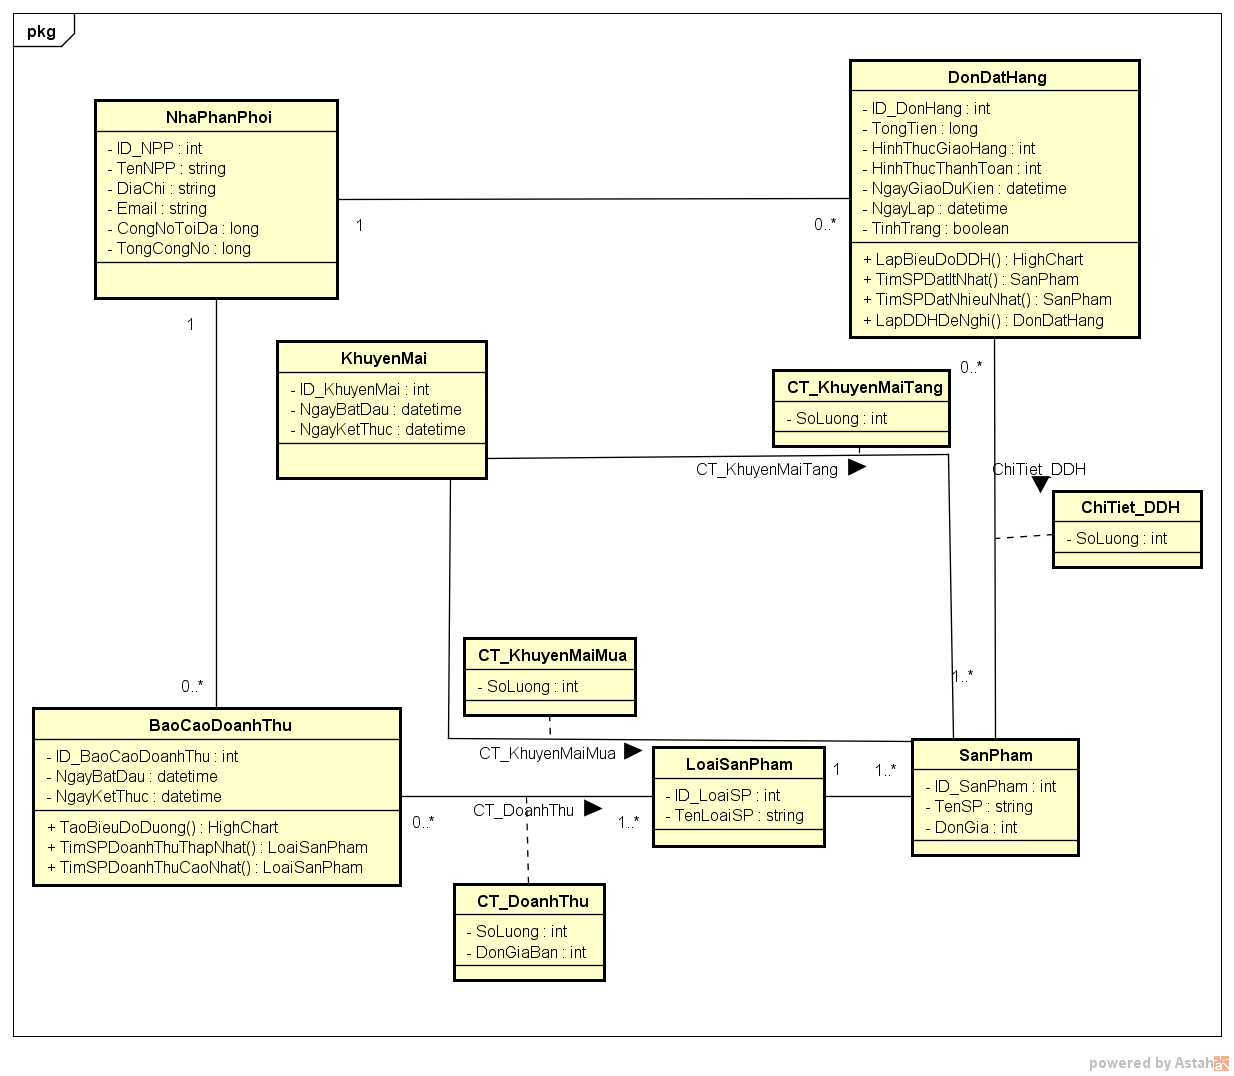 pkg
NhaPhanPhoi
- ID_NPP : int
- TenNPP : string
- DiaChi : string
- Email : string
- CongNoToiDa : long
- TongCongNo : long
DonDatHang
- ID_DonHang : int
- TongTien : long
- HinhThucGiaoHang : int
- HinhThucThanhToan : int
- NgayGiaoDuKien : datetime
- NgayLap : datetime
- TinhTrang : boolean
+ LapBieuDoDDH() : HighChart
+ TimSPDatItNhat() : SanPham
+ TimSPDatNhieuNhat() : SanPham
+ LapDDHDeNghi() : DonDatHang
1
0..*
1
0..*
KhuyenMai
- ID_KhuyenMai : int
- NgayBatDau : datetime
- NgayKetThuc : datetime
CT_KhuyenMaiTang
- SoLuong : int
CT_KhuyenMaiTang
ChiTiet_DDH
ChiTiet_DDH
- SoLuong : int
CT_KhuyenMaiMua
- SoLuong : int
1..*
0..*
BaoCaoDoanhThu
- ID_BaoCaoDoanhThu : int
- NgayBatDau : datetime
- NgayKetThuc : datetime
+ TaoBieuDoDuong() : HighChart
+ TimSPDoanhThuThapNhat() : LoaiSanPham
+ TimSPDoanhThuCaoNhat() : LoaiSanPham
CT_KhuyenMaiMua
LoaiSanPham
- ID_LoaiSP : int
- TenLoaiSP : string
1
1..*
SanPham
- ID_SanPham : int
- TenSP : string
- DonGia : int
0..*
CT_DoanhThu
1..*
CT_DoanhThu
- SoLuong : int
- DonGiaBan : int
powered by Astah